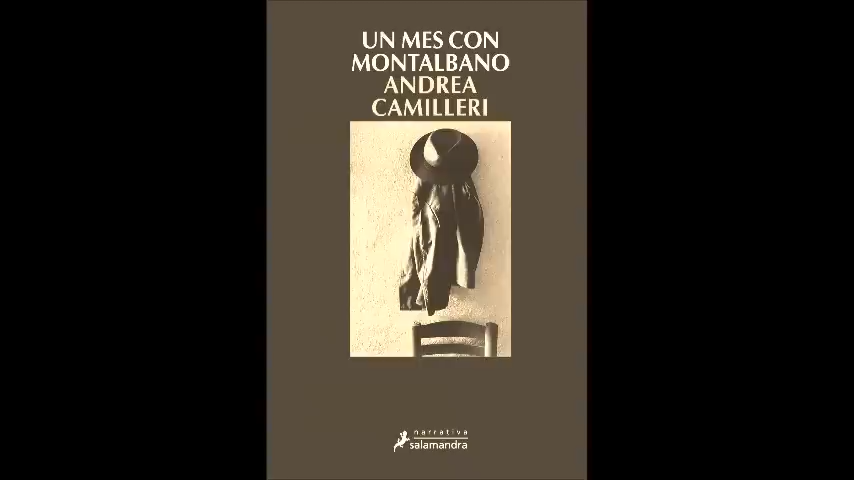 UN MES CON
MONTALBANO
ANDREA
CAMILLERI
narrativa
salamandra